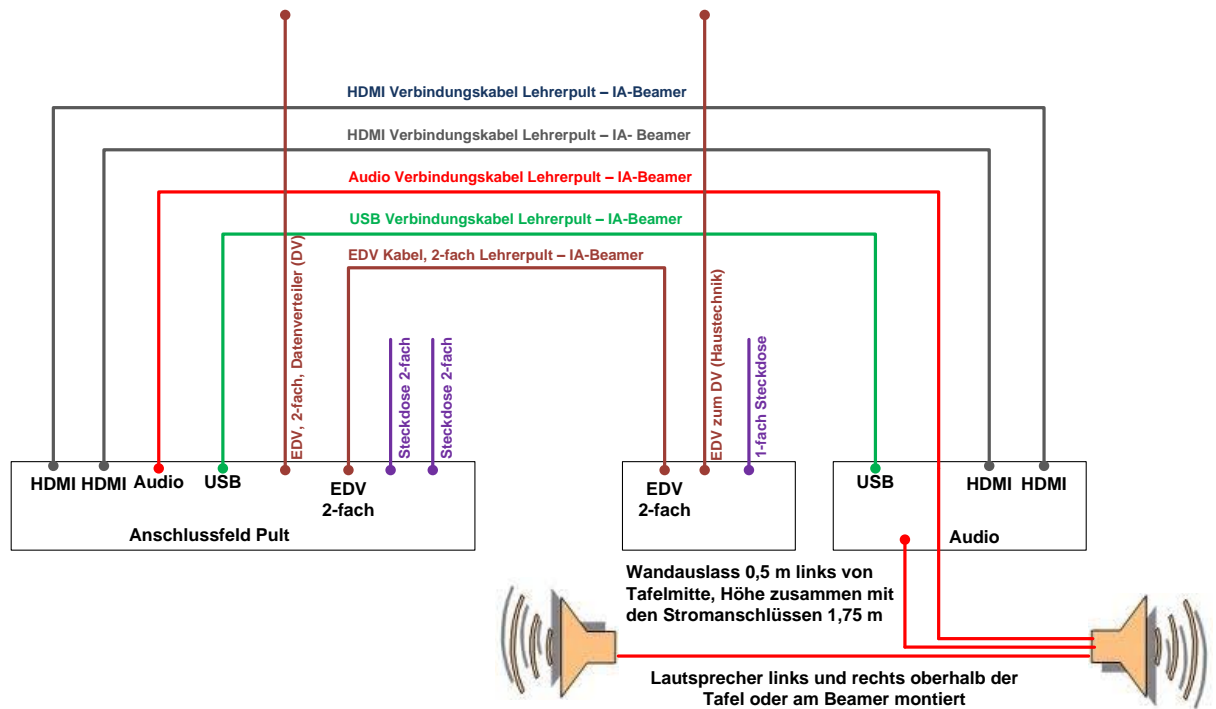 HDMI Verbindungskabel Lehrerpult – IA-Beamer
HDMI Verbindungskabel Lehrerpult – IA- Beamer
Audio Verbindungskabel Lehrerpult – IA-Beamer
USB Verbindungskabel Lehrerpult – IA-Beamer
EDV Kabel, 2-fach Lehrerpult – IA-Beamer
EDV, 2-fach, Datenverteiler (DV)
Steckdose 2-fach
Steckdose 2-fach
EDV zum DV (Haustechnik)
1-fach Steckdose
HDMI HDMI Audio USB
EDV
2-fach
Anschlussfeld Pult
EDV
2-fach
USB HDMI HDMI
Audio
Wandauslass 0,5 m links von
Tafelmitte, Höhe zusammen mit
den Stromanschlüssen 1,75 m
Lautsprecher links und rechts oberhalb der
Tafel oder am Beamer montiert